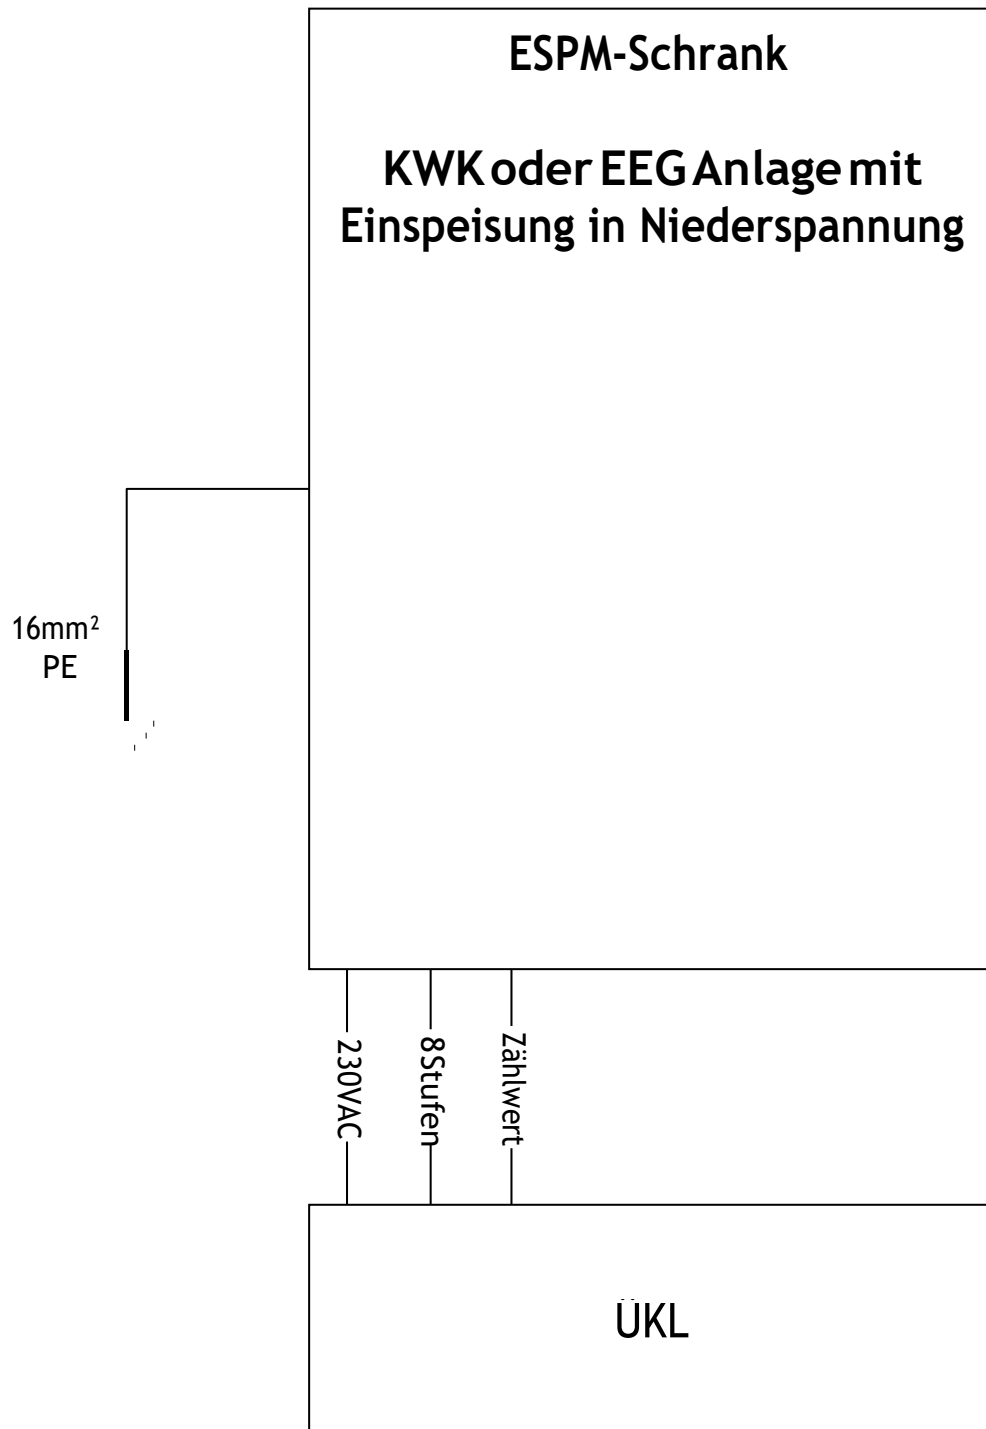 ESPM-Schrank
KWK oder EEG Anlage mit
Einspeisung in Niederspannung
16mm²
PE
230VAC
8Stufen
Zählwert
ÜKL